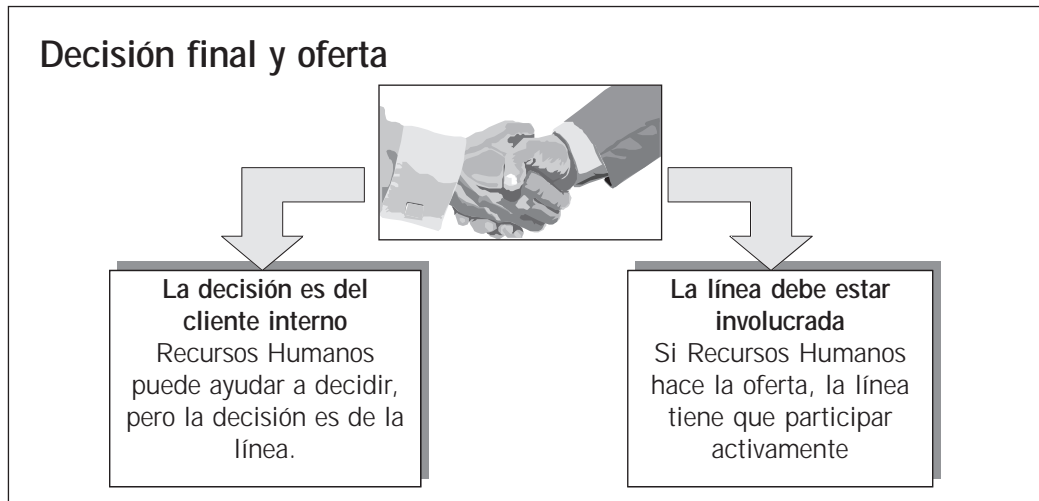 Decisión final y oferta
La decisión es del
cliente interno
Recursos Humanos
puede ayudar a decidir,
pero la decisión es de la
línea.
La línea debe estar
involucrada
Si Recursos Humanos
hace la oferta, la línea
tiene que participar
activamente